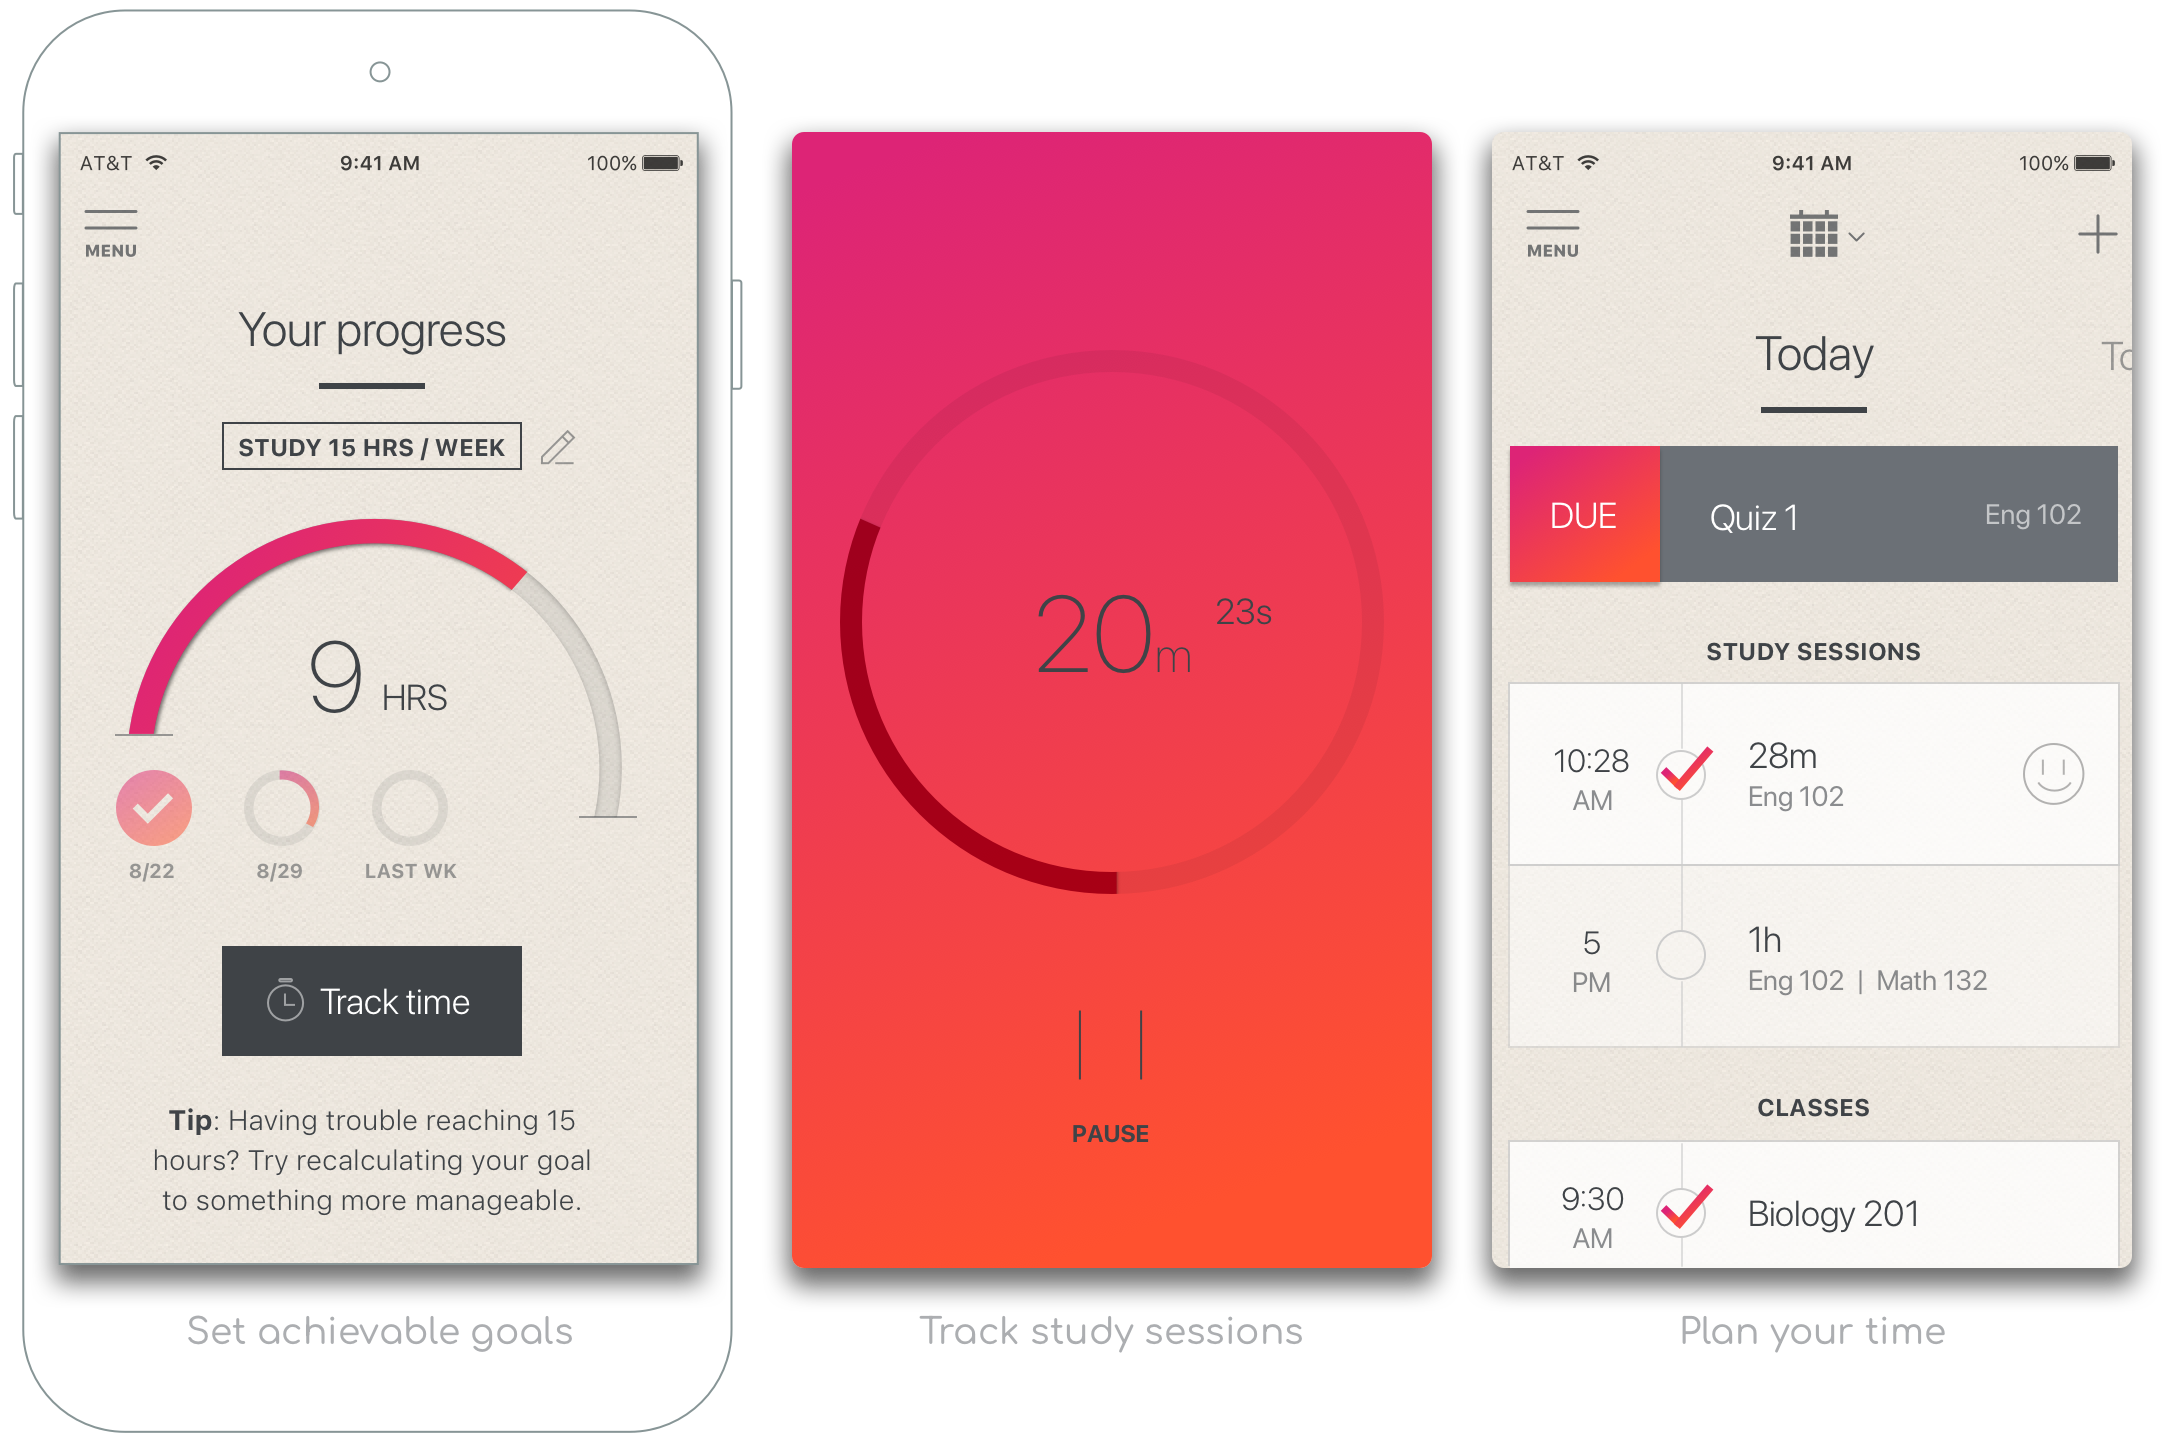 AT&T
9:41 AM
100%
MENU
Your progress
STUDY 15 HRS / WEEK
9 HRS
8/22
8/29
LAST WK
Track time
Tip: Having trouble reaching 15
hours? Try recalculating your goal
to something more manageable.
Set achievable goals
20m 23s
PAUSE
Track study sessions
AT&T
9:41 AM
100%
MENU
Today
To
DUE
Quiz 1
Eng 102
STUDY SESSIONS
10:28
AM
28m
Eng 102
5
PM
1h
Eng 102 | Math 132
CLASSES
9:30
AM
Biology 201
Plan your time